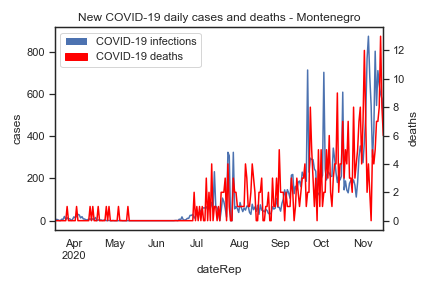 New COVID-19 daily cases and deaths - Montenegro
COVID-19 infections
COVID-19 deaths
800
600
400
200
0
cases
12
10
8
6
4
2
0
deaths
Apr May Jun Jul Aug Sep Oct Nov
2020
dateRep